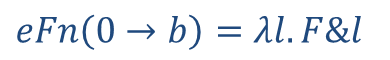 eFn(0 → b) = λl. F&l